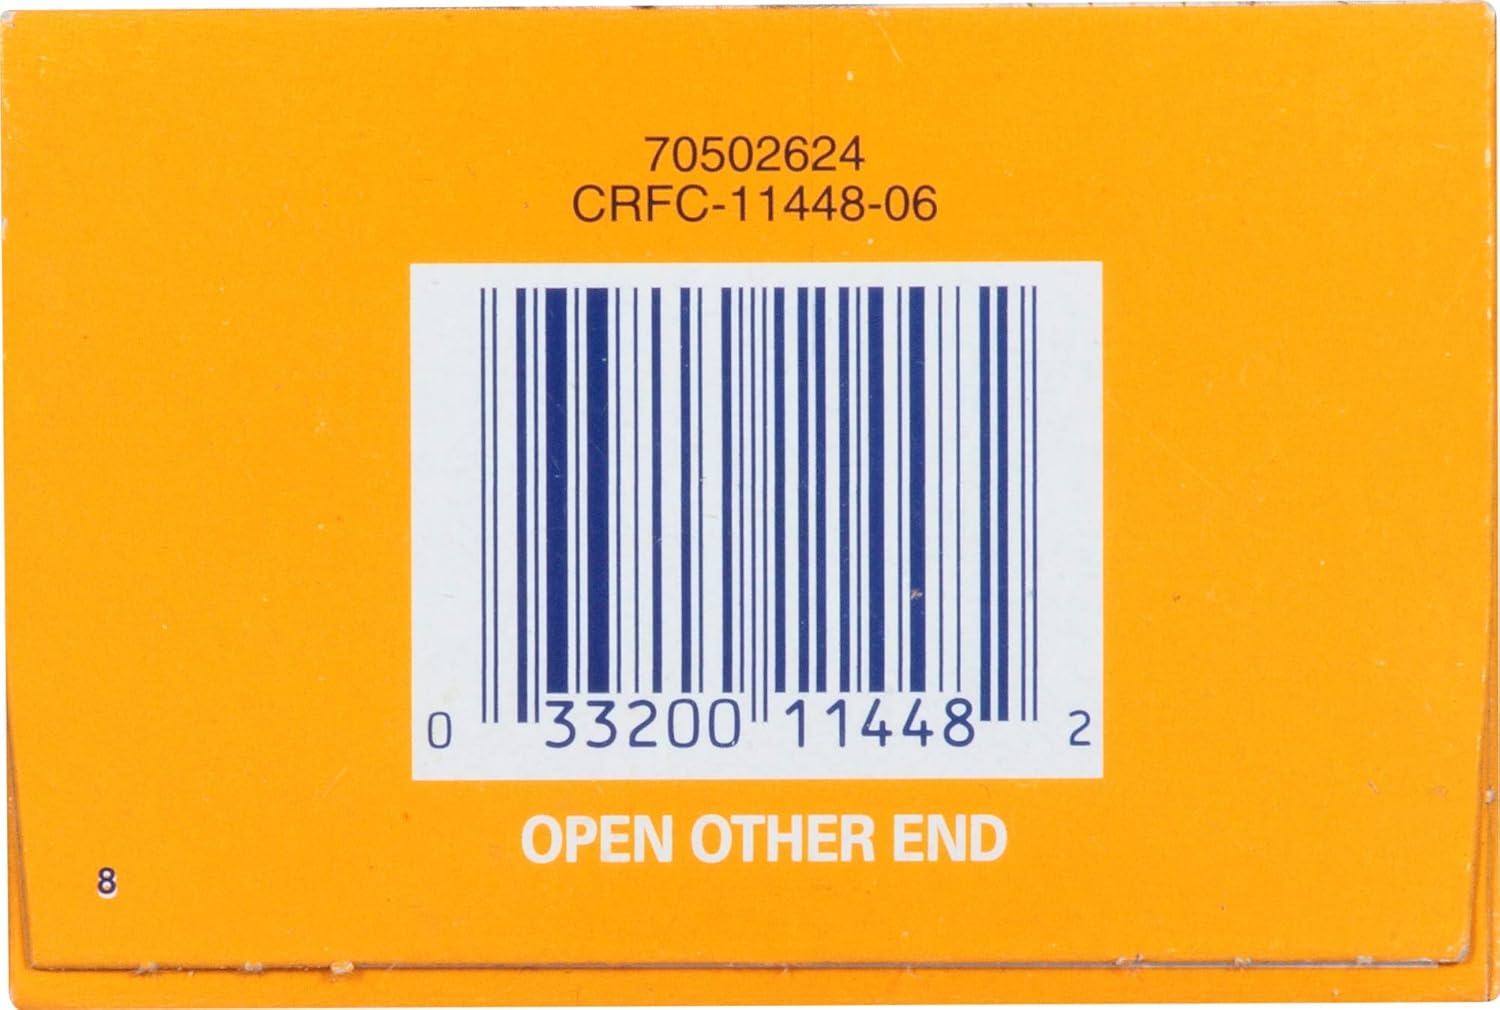 70502624
CRFC-11448-06
0 33200 11448 2
OPEN OTHER END
8